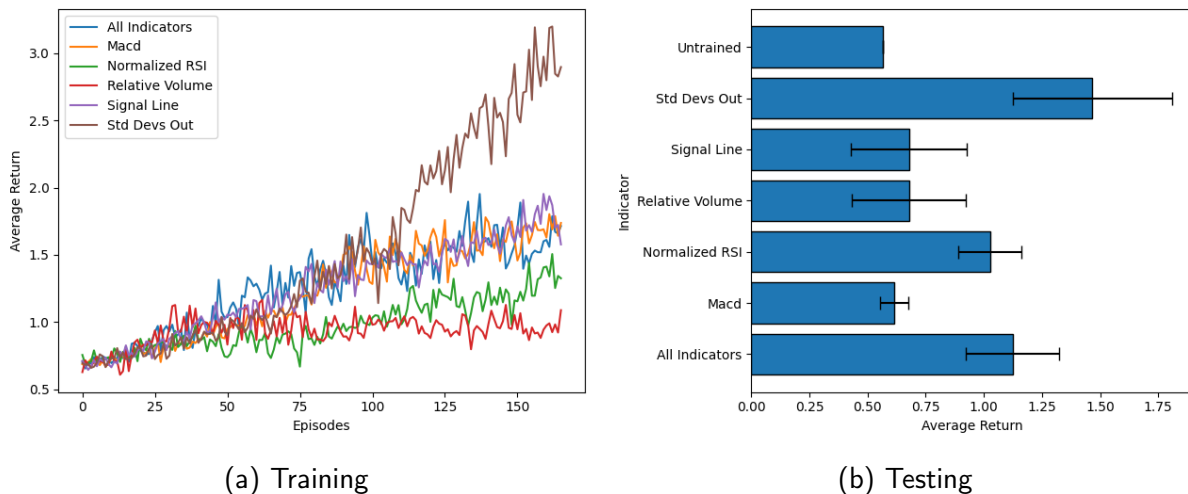 All Indicators
Macd
Normalized RSI
Relative Volume
Signal Line
Std Devs Out
Average Return
3.0
2.5
2.0
1.5
1.0
0.5
0 25 50 75 100 125 150
Episodes
(a) Training
Indicator
Untrained
Std Devs Out
Signal Line
Relative Volume
Normalized RSI
Macd
All Indicators
0.00 0.25 0.50 0.75 1.00 1.25 1.50 1.75
Average Return
(b) Testing